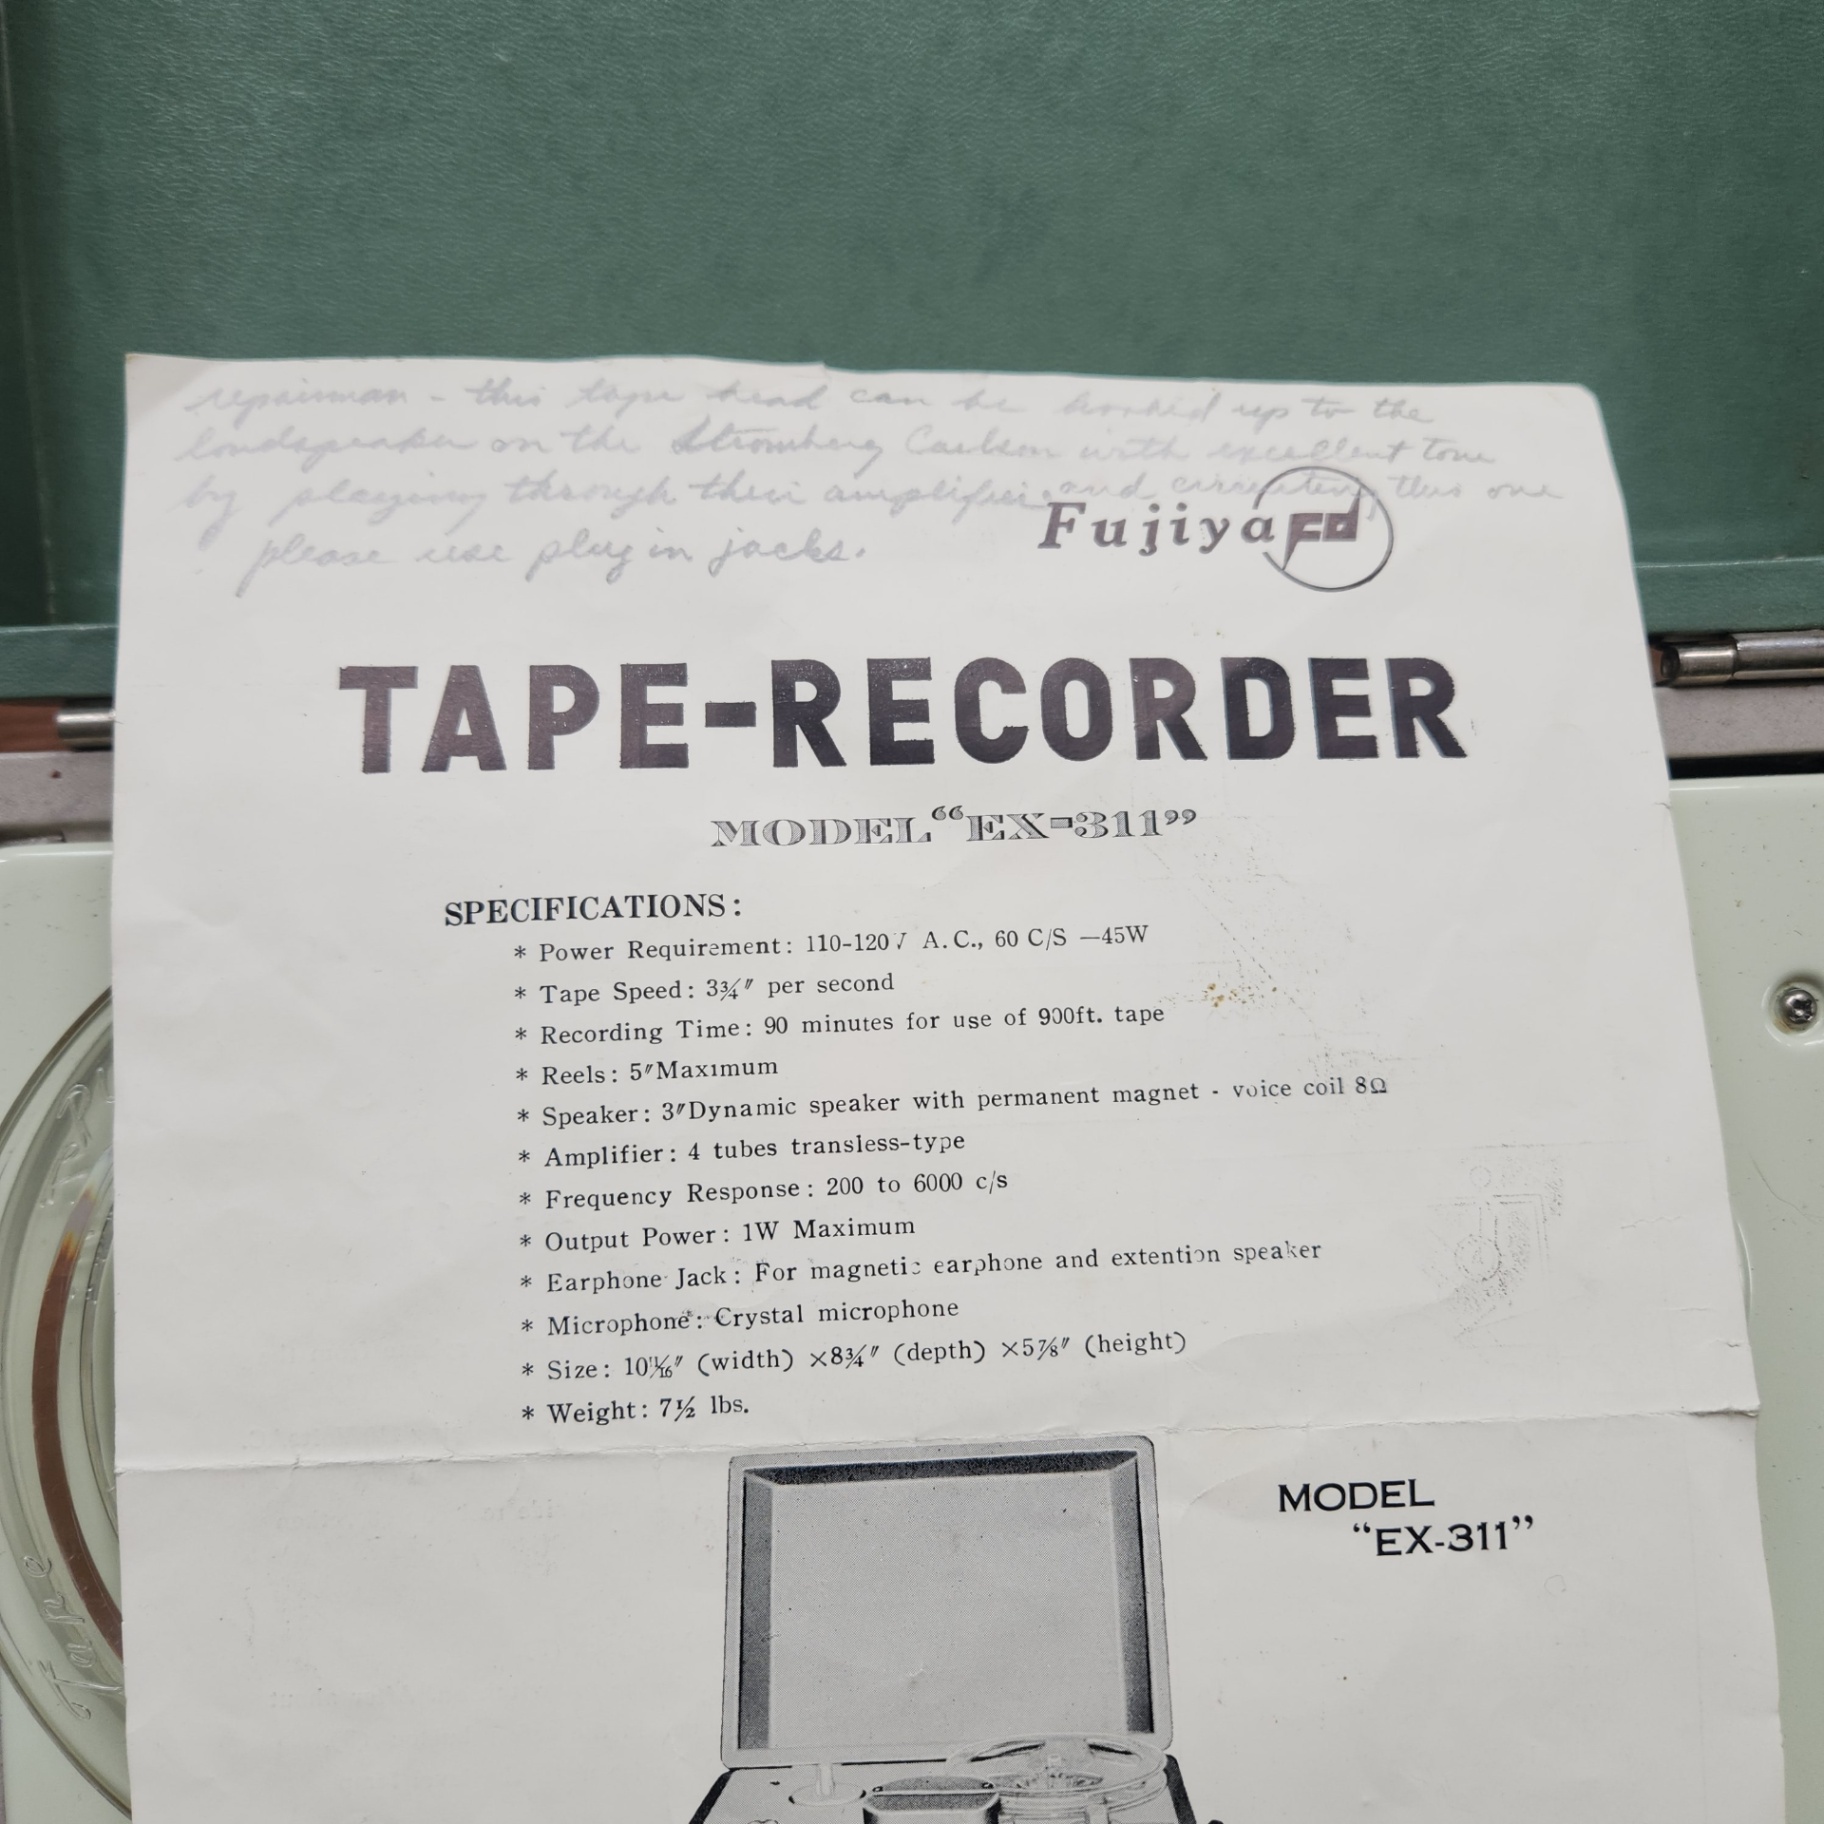 repairman - this tape head can be hooked up to the
loudspeaker on the Stromberg Carlson with excellent tone
by playing through their amplifier and circuiting this one
please use plug in jacks.
Fujiya FD
TAPE-RECORDER
MODEL “EX-311”
SPECIFICATIONS:
* Power Requirement: 110-120V A.C., 60 C/S —45W
* Tape Speed: 3¾″ per second
* Recording Time: 90 minutes for use of 900ft. tape
* Reels: 5″Maximum
* Speaker: 3″Dynamic speaker with permanent magnet - voice coil 8Ω
* Amplifier: 4 tubes transless-type
* Frequency Response: 200 to 6000 c/s
* Output Power: 1W Maximum
* Earphone Jack: For magnetic earphone and extention speaker
* Microphone: Crystal microphone
* Size: 10 11/16″ (width) ×8¾″ (depth) ×5⅞″ (height)
* Weight: 7½ lbs.
MODEL
“EX-311”
Tape